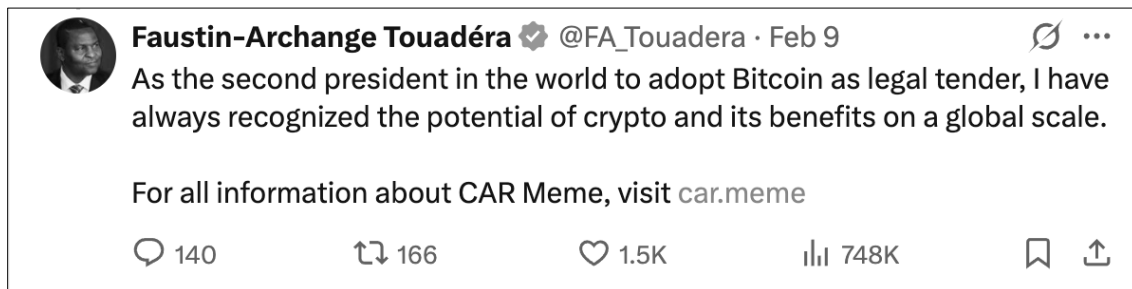 Faustin-Archange Touadéra @FA_Touadera · Feb 9
As the second president in the world to adopt Bitcoin as legal tender, I have
always recognized the potential of crypto and its benefits on a global scale.
For all information about CAR Meme, visit car.meme
140 166 1.5K 748K